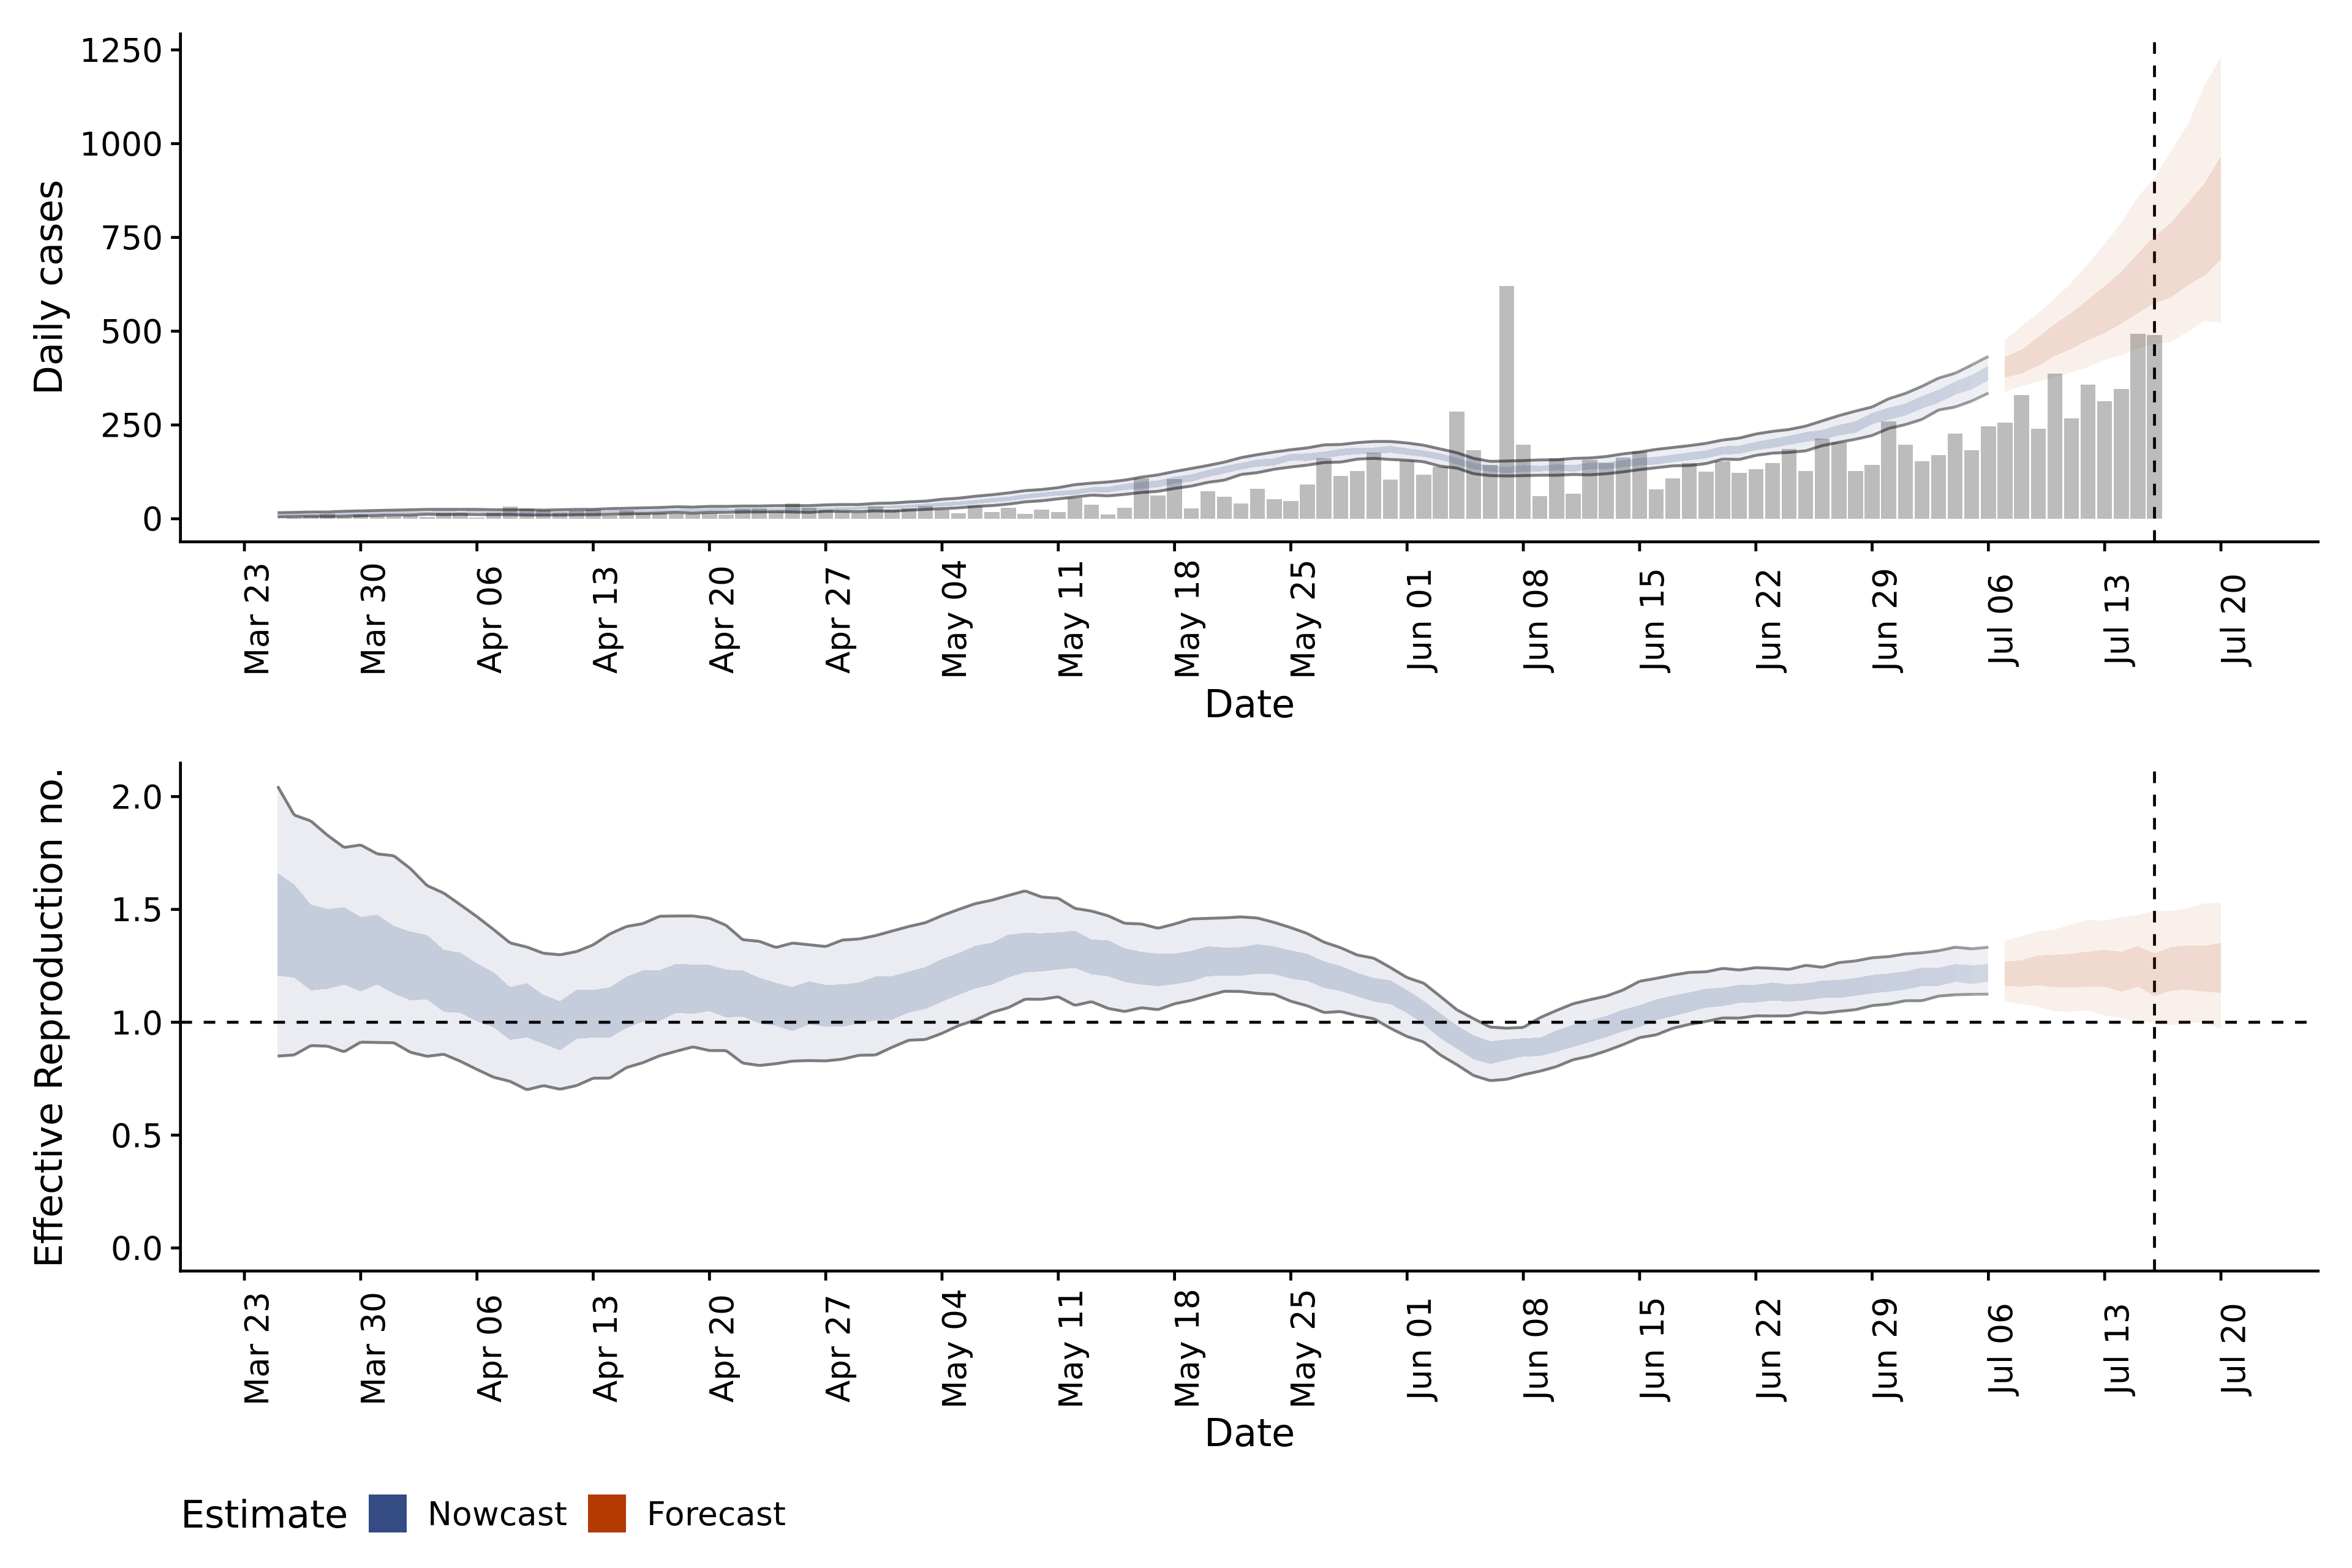 1250
1000
750
500
250
0
Daily cases
Mar 23
Mar 30
Apr 06
Apr 13
Apr 20
Apr 27
May 04
May 11
May 18
May 25
Jun 01
Jun 08
Jun 15
Jun 22
Jun 29
Jul 06
Jul 13
Jul 20
Date
2.0
1.5
1.0
0.5
0.0
Effective Reproduction no.
Mar 23
Mar 30
Apr 06
Apr 13
Apr 20
Apr 27
May 04
May 11
May 18
May 25
Jun 01
Jun 08
Jun 15
Jun 22
Jun 29
Jul 06
Jul 13
Jul 20
Date
Estimate Nowcast Forecast